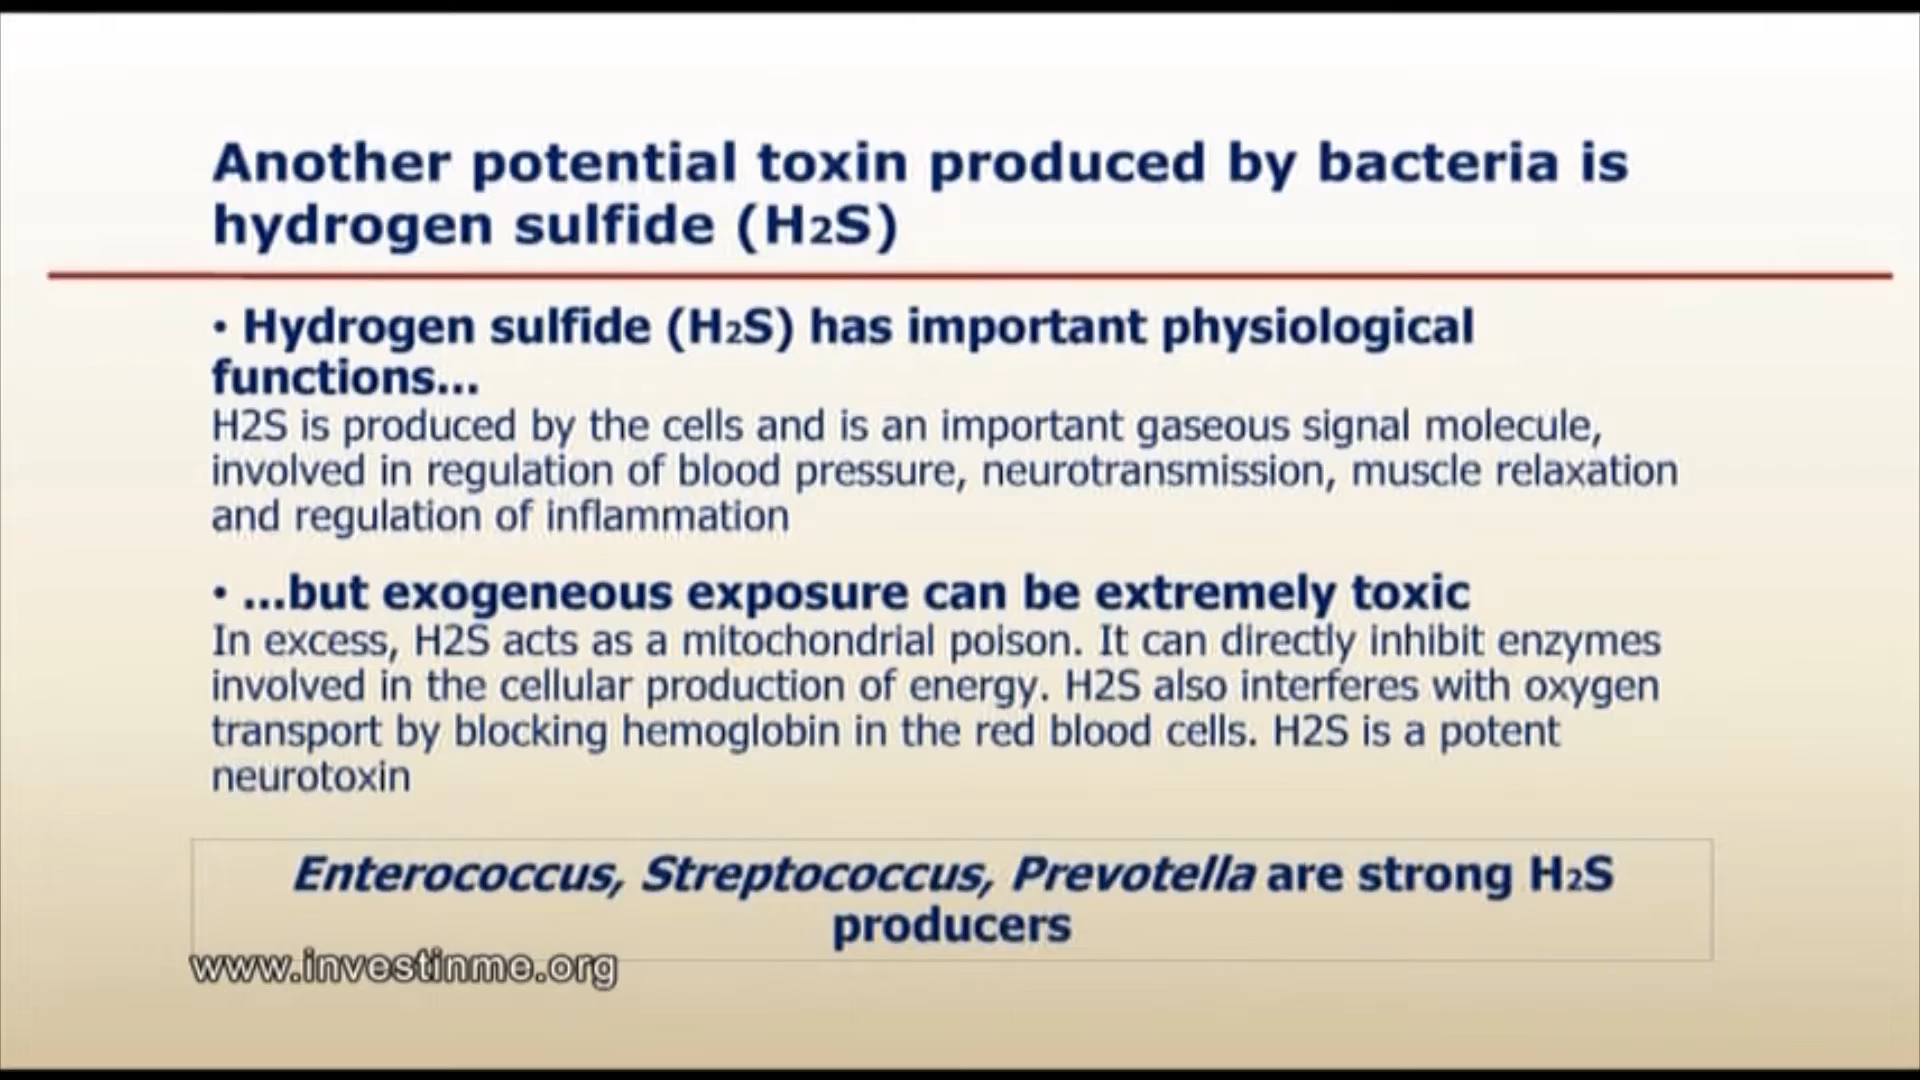 Another potential toxin produced by bacteria is
hydrogen sulfide (H2S)
• Hydrogen sulfide (H2S) has important physiological
functions...
H2S is produced by the cells and is an important gaseous signal molecule,
involved in regulation of blood pressure, neurotransmission, muscle relaxation
and regulation of inflammation
• ...but exogeneous exposure can be extremely toxic
In excess, H2S acts as a mitochondrial poison. It can directly inhibit enzymes
involved in the cellular production of energy. H2S also interferes with oxygen
transport by blocking hemoglobin in the red blood cells. H2S is a potent
neurotoxin
Enterococcus, Streptococcus, Prevotella are strong H2S
producers
www.investinme.org